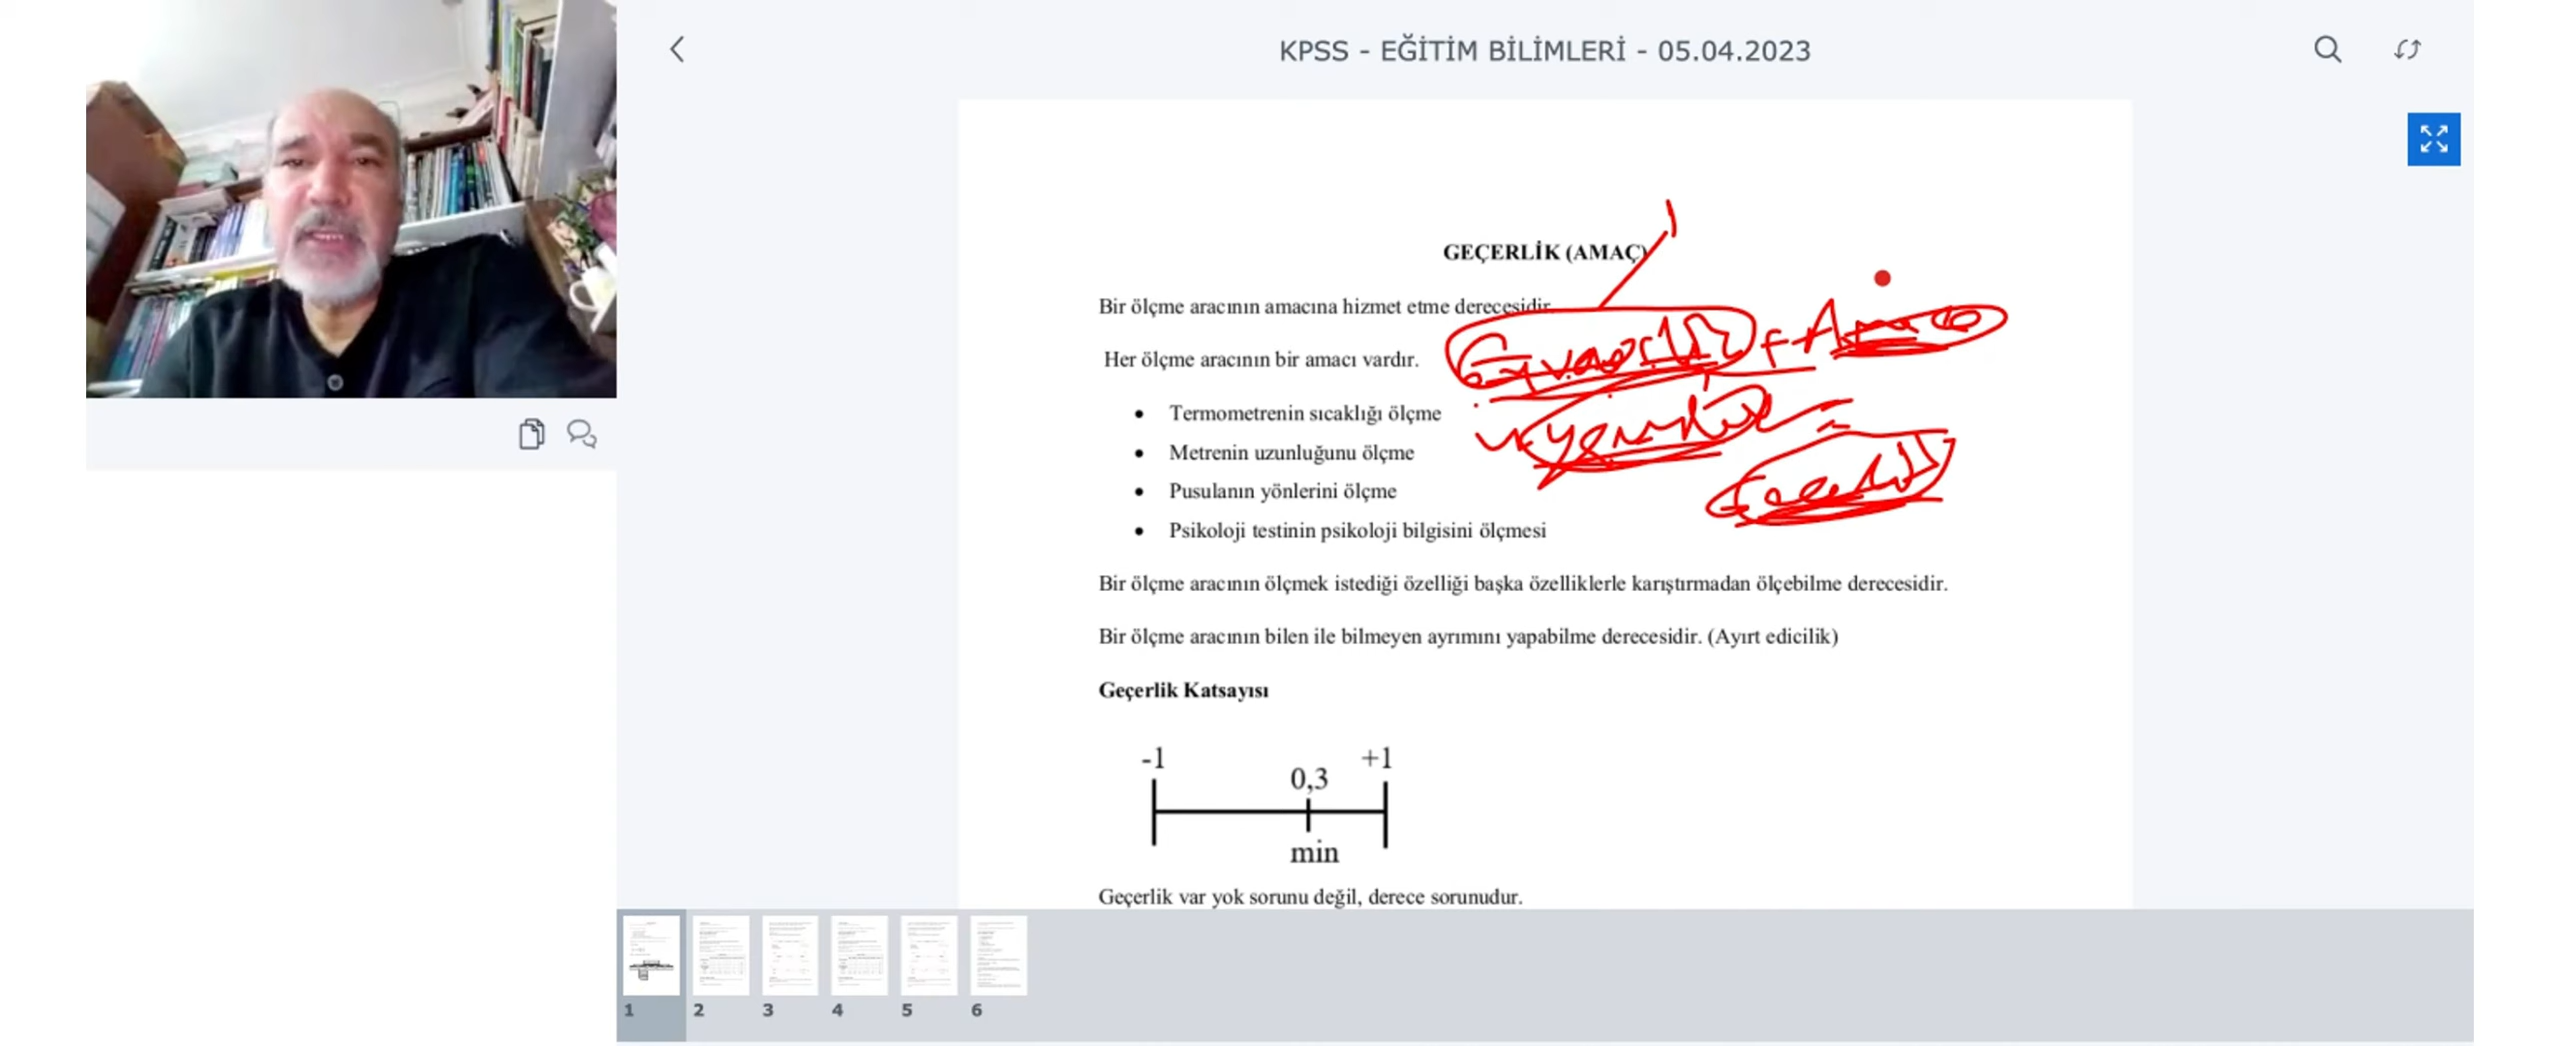 KPSS - EĞİTİM BİLİMLERİ - 05.04.2023
GEÇERLİK (AMAÇ)
Bir ölçme aracının amacına hizmet etme derecesidir.
Her ölçme aracının bir amacı vardır.
• Termometrenin sıcaklığı ölçme
• Metrenin uzunluğunu ölçme
• Pusulanın yönlerini ölçme
• Psikoloji testinin psikoloji bilgisini ölçmesi
Bir ölçme aracının ölçmek istediği özelliği başka özelliklerle karıştırmadan ölçebilme derecesidir.
Bir ölçme aracının bilen ile bilmeyen ayrımını yapabilme derecesidir. (Ayırt edicilik)
Geçerlik Katsayısı
-1 0,3 +1
min
Geçerlik var yok sorunu değil, derece sorunudur.
1 2 3 4 5 6